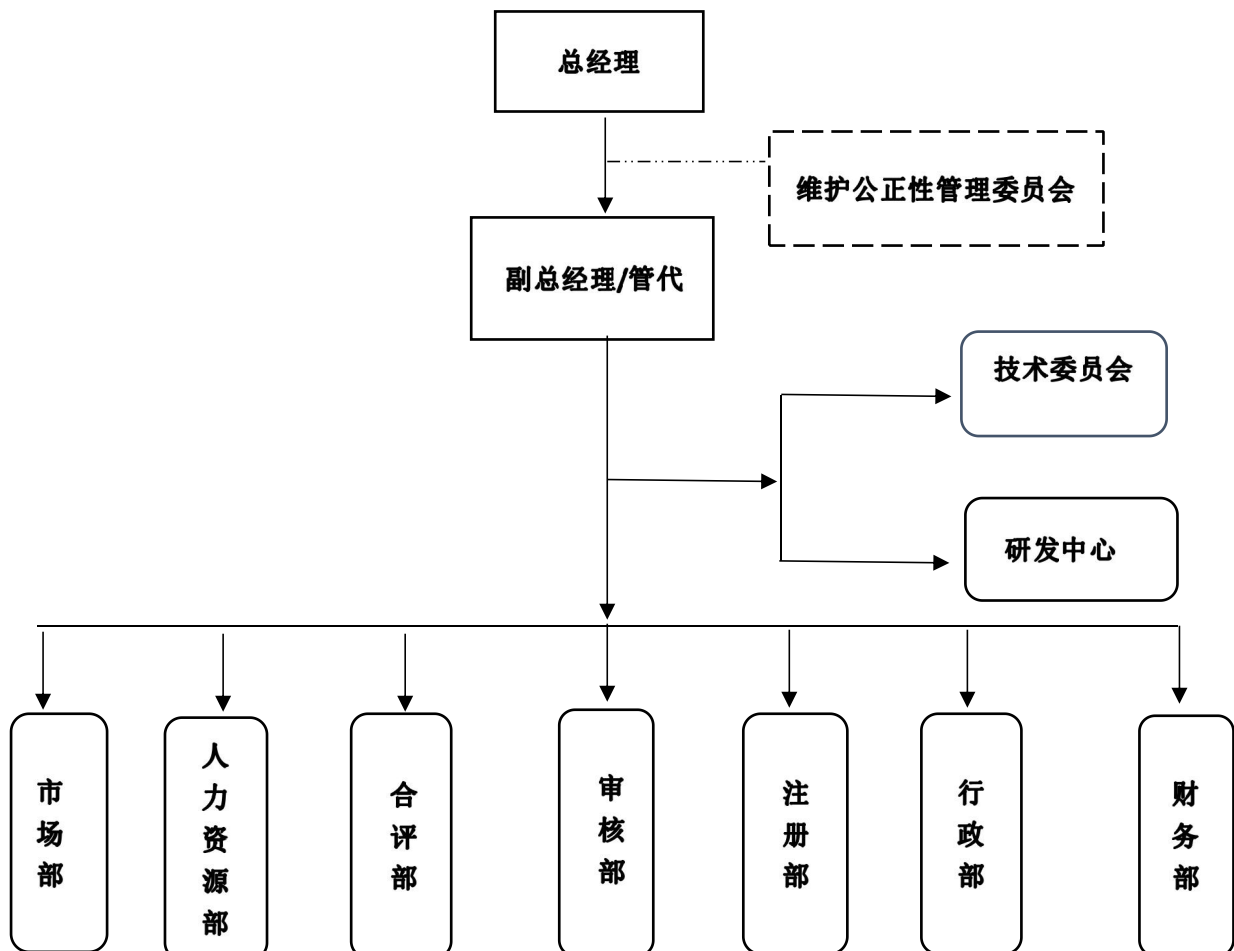 总经理
维护公正性管理委员会
副总经理/管代
技术委员会
研发中心
市场部
人力资源部
合评部
审核部
注册部
行政部
财务部